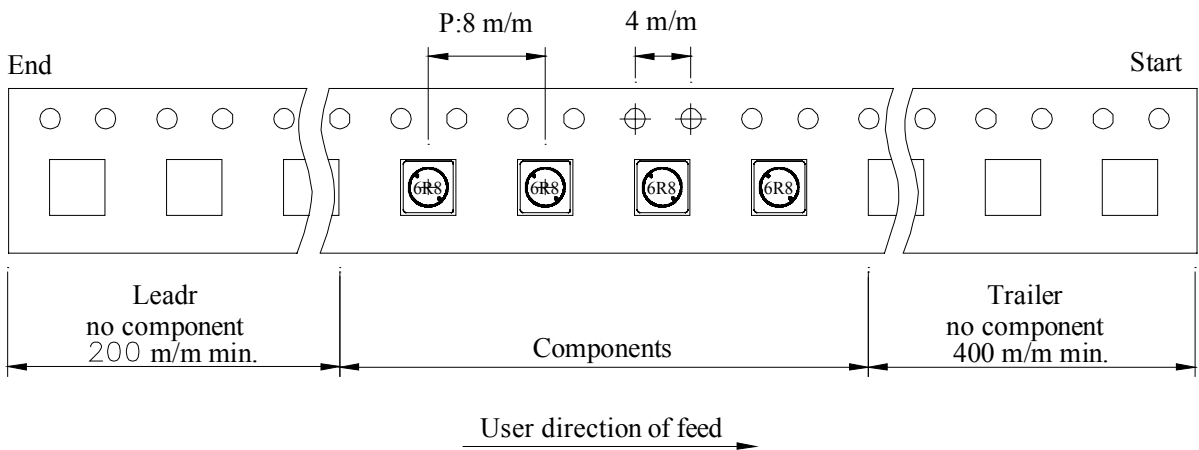 P:8 m/m
4 m/m
End
Start
6R8
6R8
6R8
6R8
Leadr
no component
200 m/m min.
Components
Trailer
no component
400 m/m min.
User direction of feed